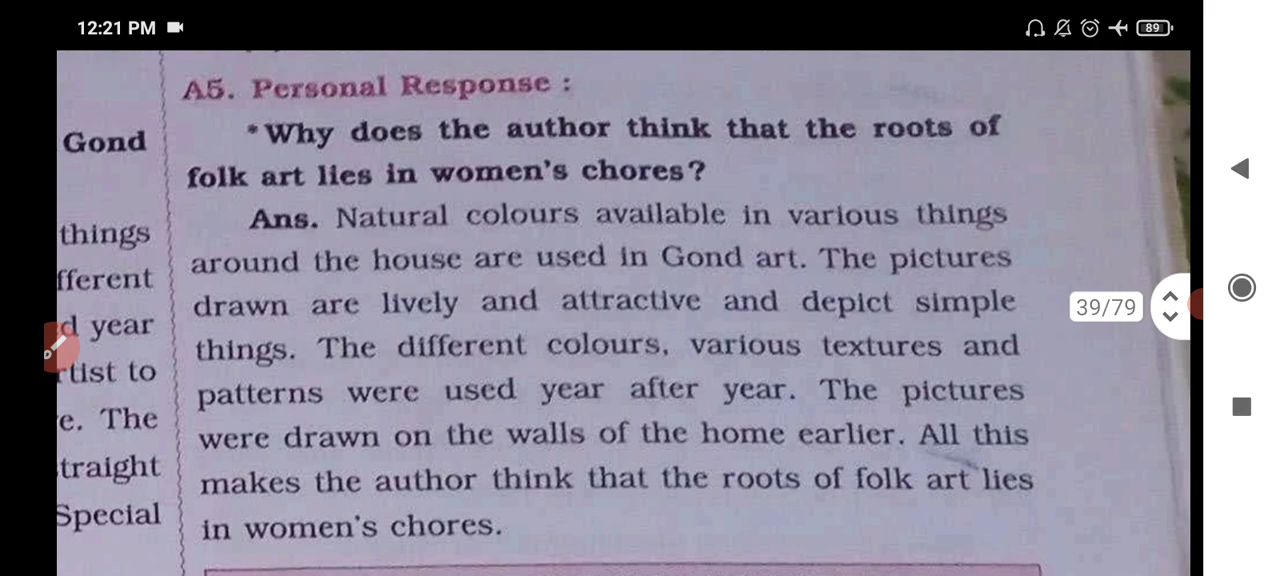 12:21 PM
89
A5. Personal Response :
Gond
*Why does the author think that the roots of
folk art lies in women's chores?
Ans. Natural colours available in various things
things
around the house are used in Gond art. The pictures
fferent
drawn are lively and attractive and depict simple
39/79
d year
things. The different colours, various textures and
rtist to
patterns were used year after year. The pictures
e. The
were drawn on the walls of the home earlier. All this
traight
makes the author think that the roots of folk art lies
Special
in women's chores.